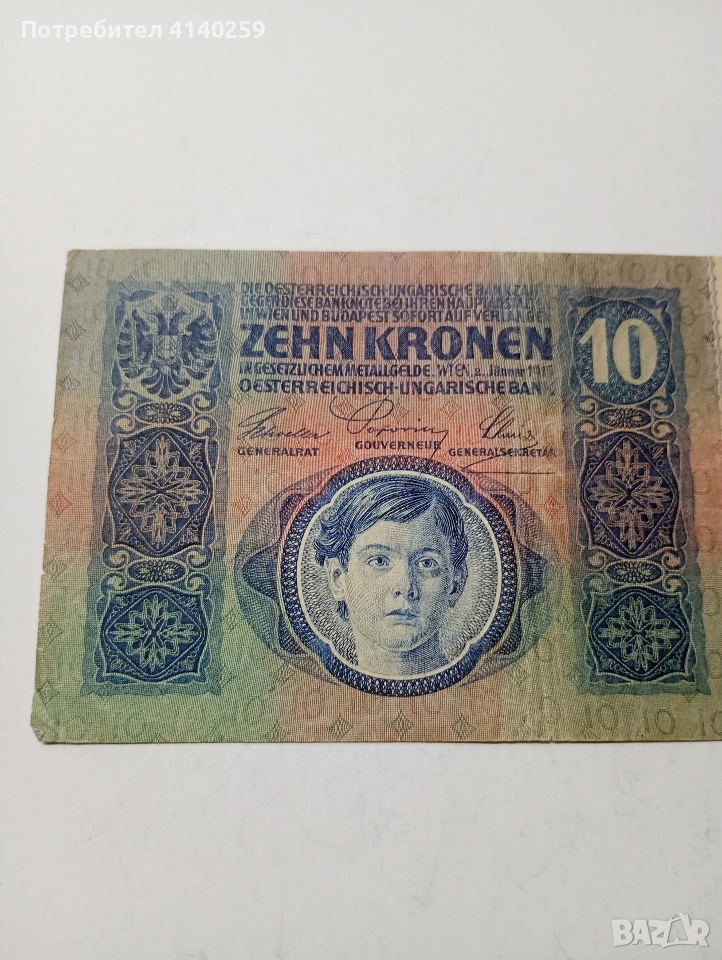 Потребител 4140259
DIE OESTERREICHISCH-UNGARISCHE BANK ZAHLT
GEGEN DIESE BANKNOTE BEI IHREN HAUPTANSTALTEN
IN WIEN UND BUDAPEST SOFORT AUF VERLANGEN
ZEHN KRONEN
10
IN GESETZLICHEM METALLGELDE. WIEN, 2. Jänner 1915
OESTERREICHISCH-UNGARISCHE BANK
GENERALRAT
GOUVERNEUR
GENERALSEKRETÄR
BAZAR